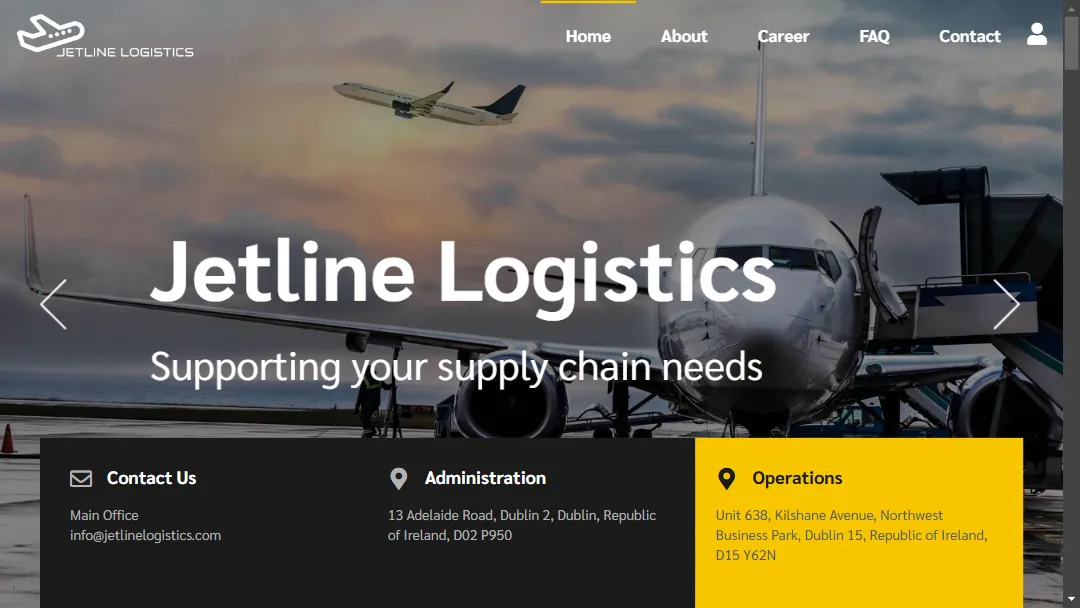 JETLINE LOGISTICS
Home About Career FAQ Contact
Jetline Logistics
Supporting your supply chain needs
Contact Us
Main Office
info@jetlinelogistics.com
Administration
13 Adelaide Road, Dublin 2, Dublin, Republic
of Ireland, D02 P950
Operations
Unit 638, Kilshane Avenue, Northwest
Business Park, Dublin 15, Republic of Ireland,
D15 Y62N